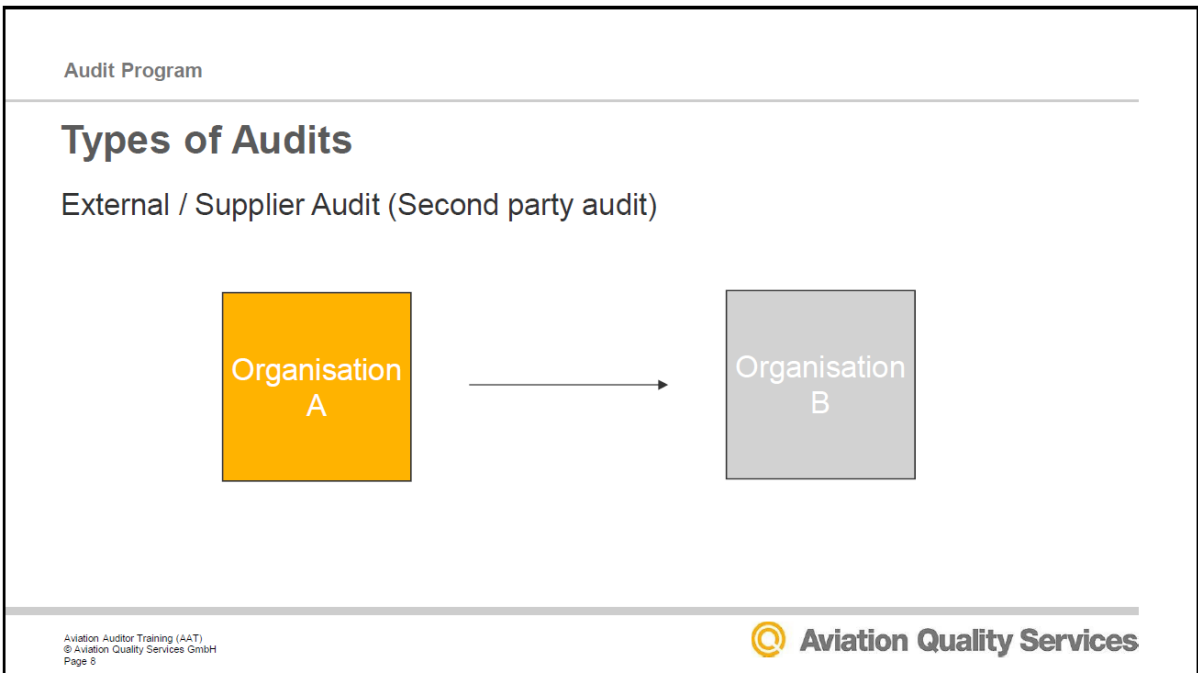 Audit Program
Types of Audits
External / Supplier Audit (Second party audit)
Organisation
A
Organisation
B
Aviation Auditor Training (AAT)
© Aviation Quality Services GmbH
Page 8
Aviation Quality Services